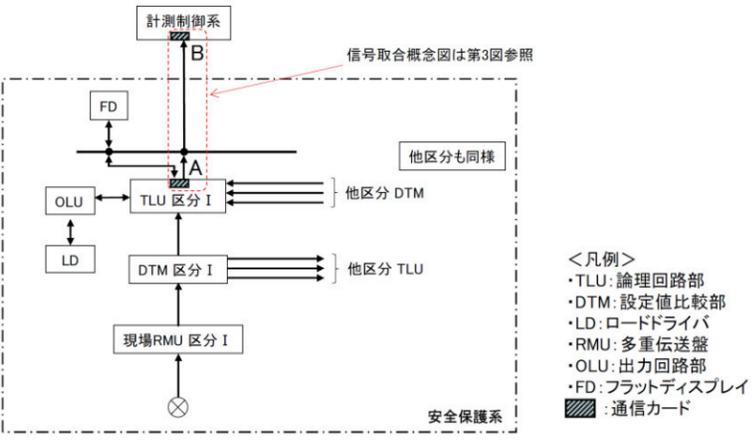 計測制御系
B
信号取合概念図は第3図参照
FD
他区分も同様
A
TLU 区分Ⅰ
他区分 DTM
OLU
LD
DTM 区分Ⅰ
他区分 TLU
現場RMU 区分Ⅰ
安全保護系
<凡例>
・TLU:論理回路部
・DTM:設定値比較部
・LD:ロードドライバ
・RMU:多重伝送盤
・OLU:出力回路部
・FD:フラットディスプレイ
:通信カード